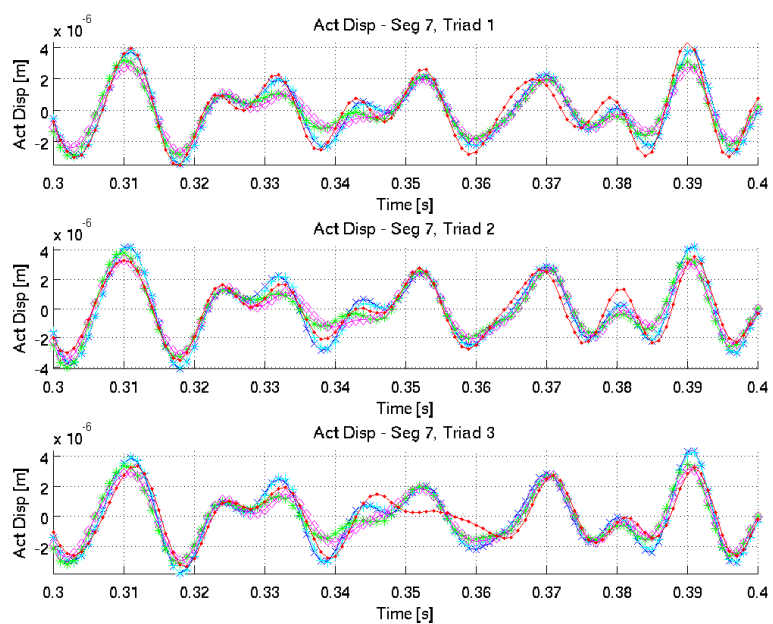 Act Disp - Seg 7, Triad 1
x 10^-6
Act Disp [m]
4
2
0
-2
0.3 0.31 0.32 0.33 0.34 0.35 0.36 0.37 0.38 0.39 0.4
Time [s]
Act Disp - Seg 7, Triad 2
x 10^-6
Act Disp [m]
4
2
0
-2
-4
0.3 0.31 0.32 0.33 0.34 0.35 0.36 0.37 0.38 0.39 0.4
Time [s]
Act Disp - Seg 7, Triad 3
x 10^-6
Act Disp [m]
4
2
0
-2
0.3 0.31 0.32 0.33 0.34 0.35 0.36 0.37 0.38 0.39 0.4
Time [s]